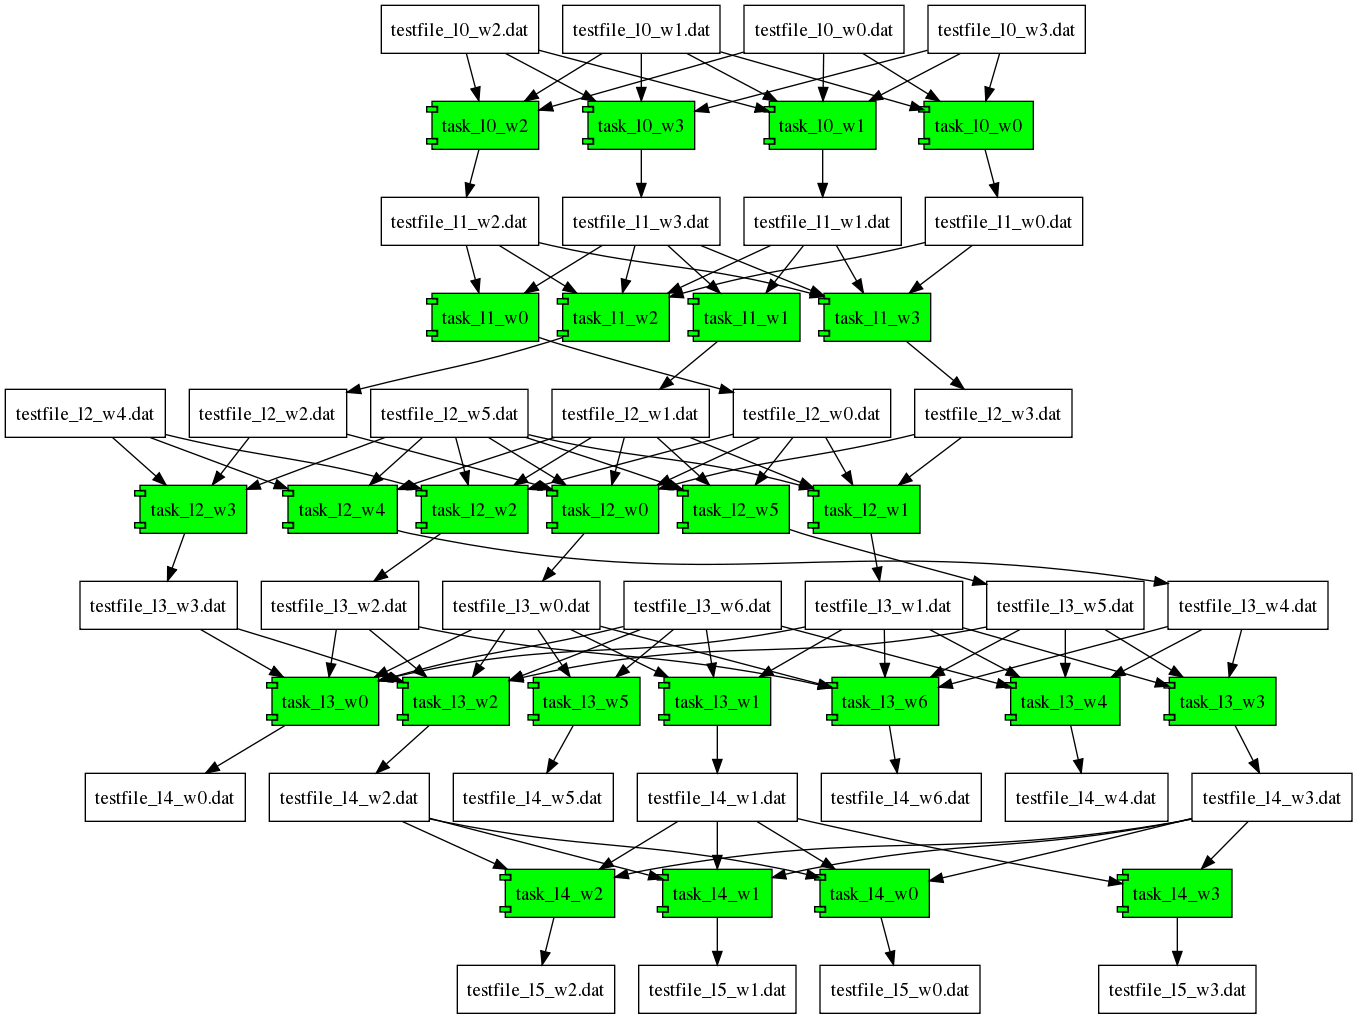 testfile_l0_w2.dat
testfile_l0_w1.dat
testfile_l0_w0.dat
testfile_l0_w3.dat
task_l0_w2
task_l0_w3
task_l0_w1
task_l0_w0
testfile_l1_w2.dat
testfile_l1_w3.dat
testfile_l1_w1.dat
testfile_l1_w0.dat
task_l1_w0
task_l1_w2
task_l1_w1
task_l1_w3
testfile_l2_w4.dat
testfile_l2_w2.dat
testfile_l2_w5.dat
testfile_l2_w1.dat
testfile_l2_w0.dat
testfile_l2_w3.dat
task_l2_w3
task_l2_w4
task_l2_w2
task_l2_w0
task_l2_w5
task_l2_w1
testfile_l3_w3.dat
testfile_l3_w2.dat
testfile_l3_w0.dat
testfile_l3_w6.dat
testfile_l3_w1.dat
testfile_l3_w5.dat
testfile_l3_w4.dat
task_l3_w0
task_l3_w2
task_l3_w5
task_l3_w1
task_l3_w6
task_l3_w4
task_l3_w3
testfile_l4_w0.dat
testfile_l4_w2.dat
testfile_l4_w5.dat
testfile_l4_w1.dat
testfile_l4_w6.dat
testfile_l4_w4.dat
testfile_l4_w3.dat
task_l4_w2
task_l4_w1
task_l4_w0
task_l4_w3
testfile_l5_w2.dat
testfile_l5_w1.dat
testfile_l5_w0.dat
testfile_l5_w3.dat